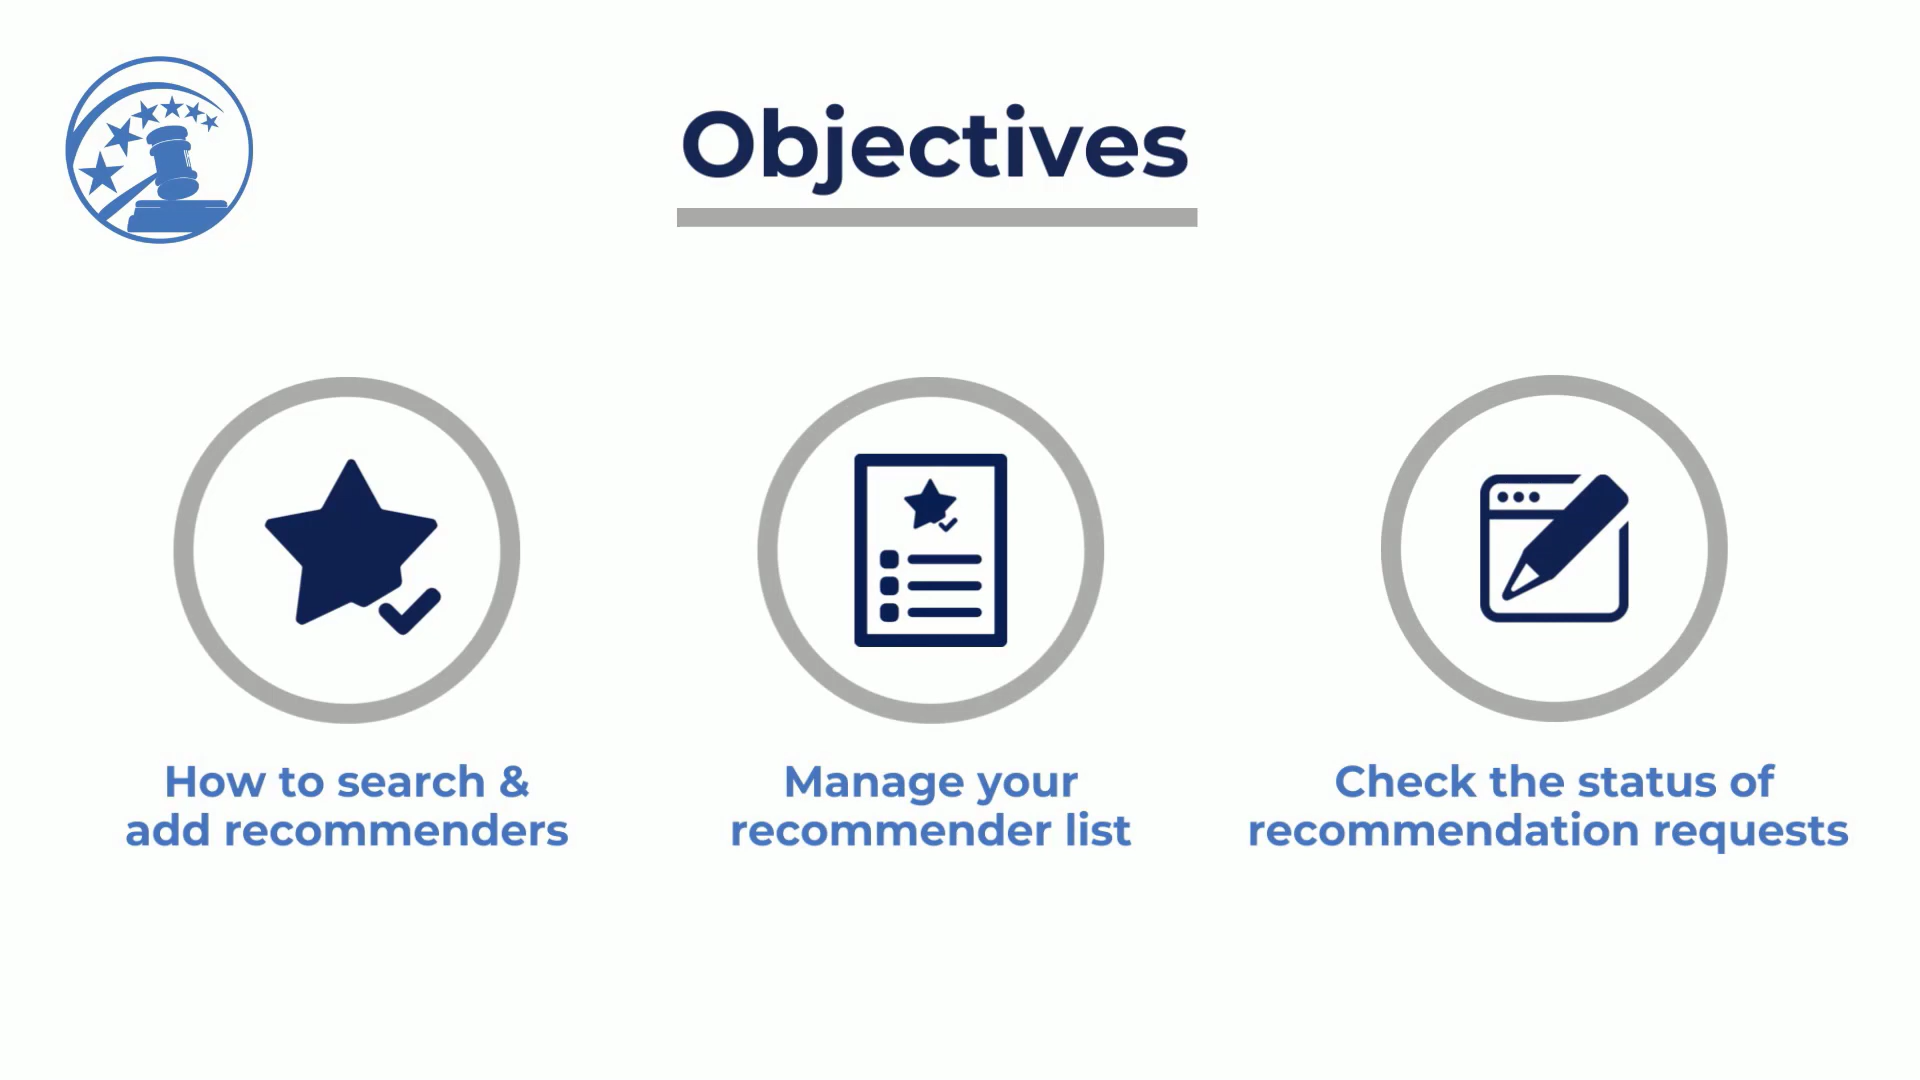 Objectives
How to search &
add recommenders
Manage your
recommender list
Check the status of
recommendation requests